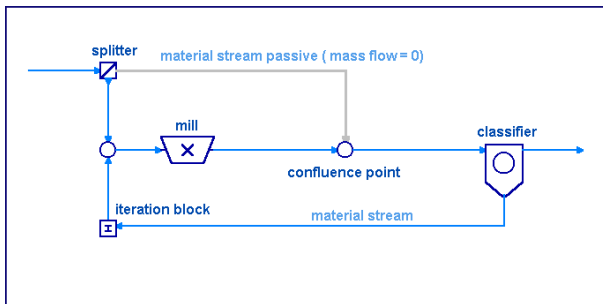 splitter
material stream passive ( mass flow = 0)
mill
classifier
confluence point
iteration block
I
material stream